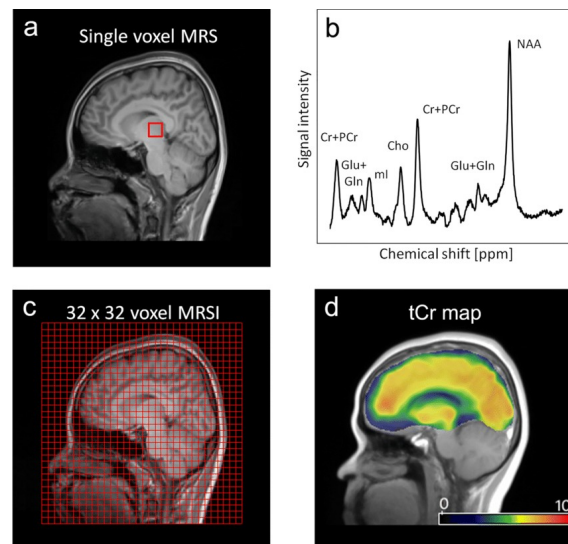 a
Single voxel MRS
b
NAA
Cr+PCr
Cr+PCr
Cho
Glu+
Gln
mI
Glu+Gln
Signal intensity
Chemical shift [ppm]
c
32 x 32 voxel MRSI
d
tCr map
0
10